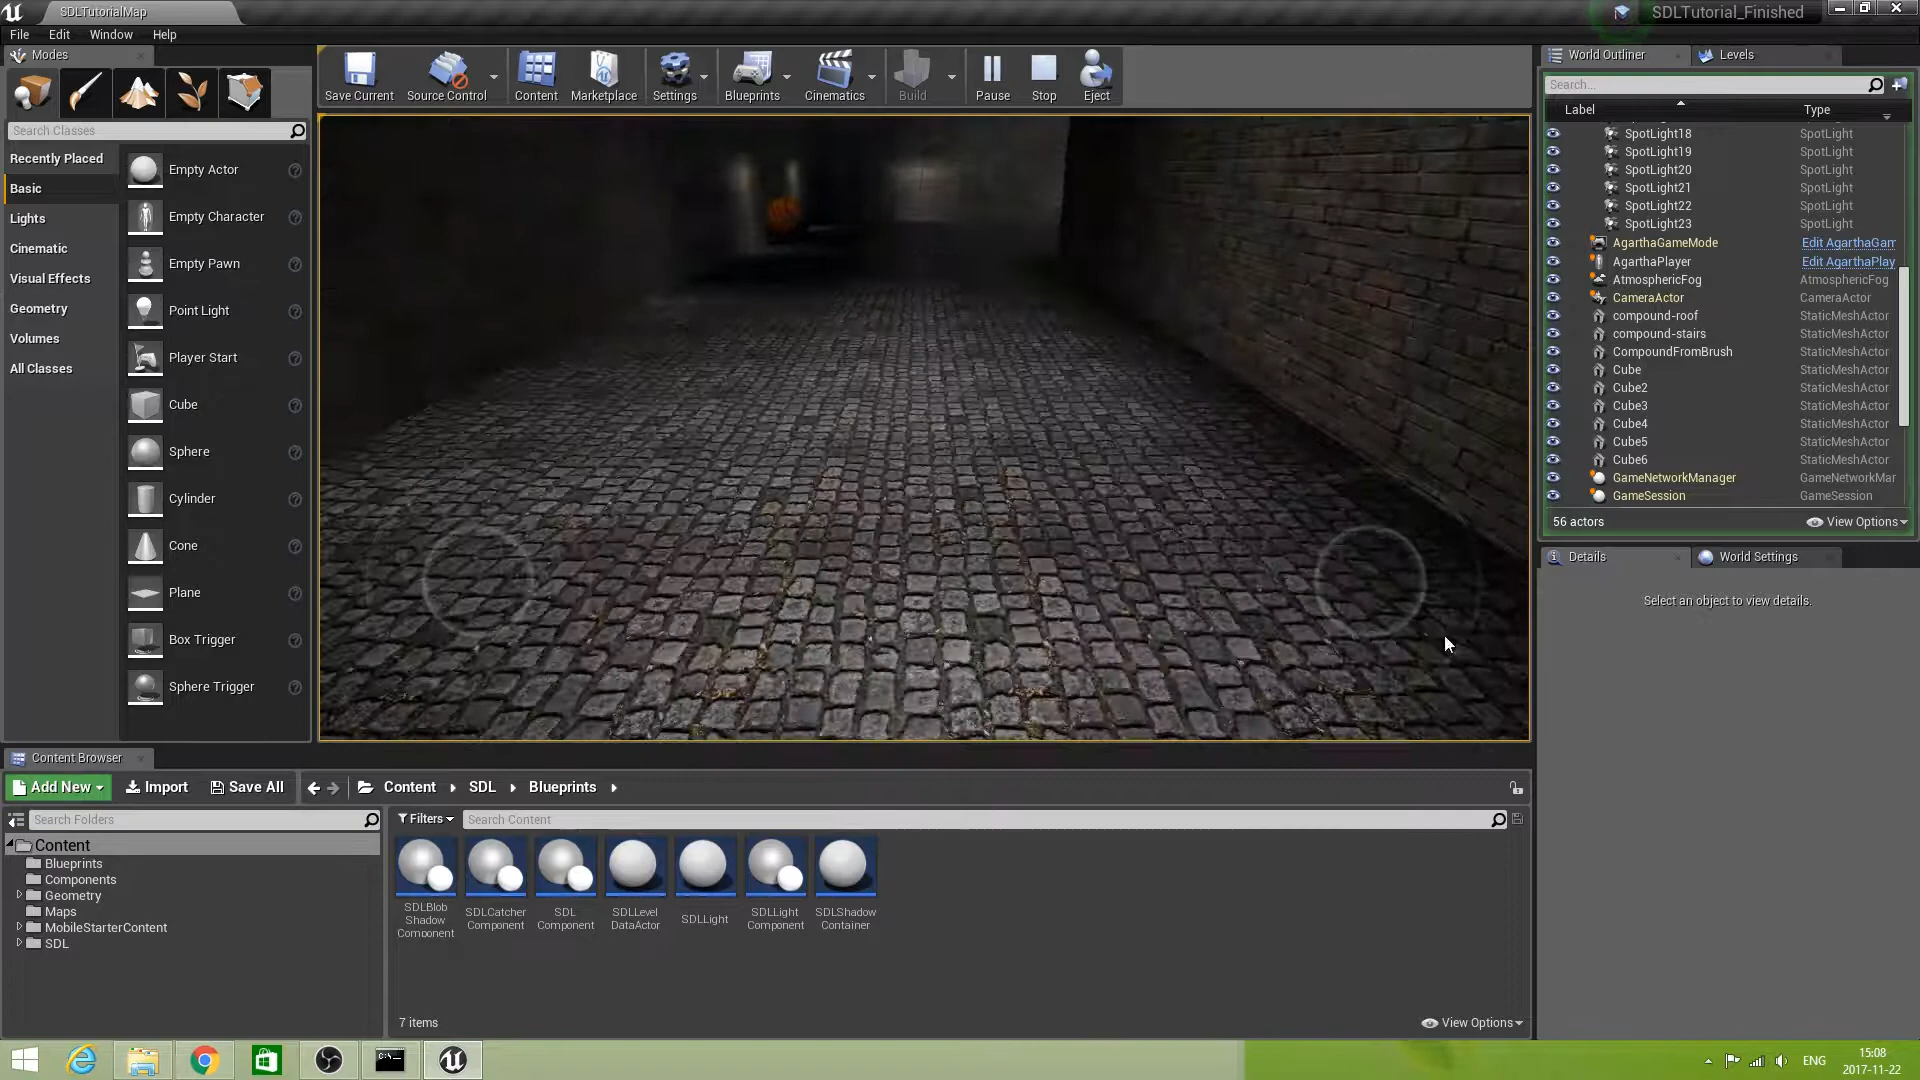 SDLTutorialMap
SDLTutorial_Finished
File Edit Window Help
Modes
Search Classes
Recently Placed
Basic
Lights
Cinematic
Visual Effects
Geometry
Volumes
All Classes
Empty Actor
Empty Character
Empty Pawn
Point Light
Player Start
Cube
Sphere
Cylinder
Cone
Plane
Box Trigger
Sphere Trigger
Save Current
Source Control
Content
Marketplace
Settings
Blueprints
Cinematics
Build
Pause
Stop
Eject
World Outliner
Levels
Search...
Label Type
SpotLight18 SpotLight
SpotLight19 SpotLight
SpotLight20 SpotLight
SpotLight21 SpotLight
SpotLight22 SpotLight
SpotLight23 SpotLight
AgarthaGameMode Edit AgarthaGam
AgarthaPlayer Edit AgarthaPlay
AtmosphericFog AtmosphericFog
CameraActor CameraActor
compound-roof StaticMeshActor
compound-stairs StaticMeshActor
CompoundFromBrush StaticMeshActor
Cube StaticMeshActor
Cube2 StaticMeshActor
Cube3 StaticMeshActor
Cube4 StaticMeshActor
Cube5 StaticMeshActor
Cube6 StaticMeshActor
GameNetworkManager GameNetworkMar
GameSession GameSession
56 actors
View Options
Details
World Settings
Select an object to view details.
Content Browser
Add New
Import
Save All
Content
SDL
Blueprints
Search Folders
Content
Blueprints
Components
Geometry
Maps
MobileStarterContent
SDL
Filters
Search Content
SDLBlob
Shadow
Component
SDLCatcher
Component
SDL
Component
SDLLevel
DataActor
SDLLight
SDLLight
Component
SDLShadow
Container
7 items
View Options
C:\_
ENG
15:08
2017-11-22